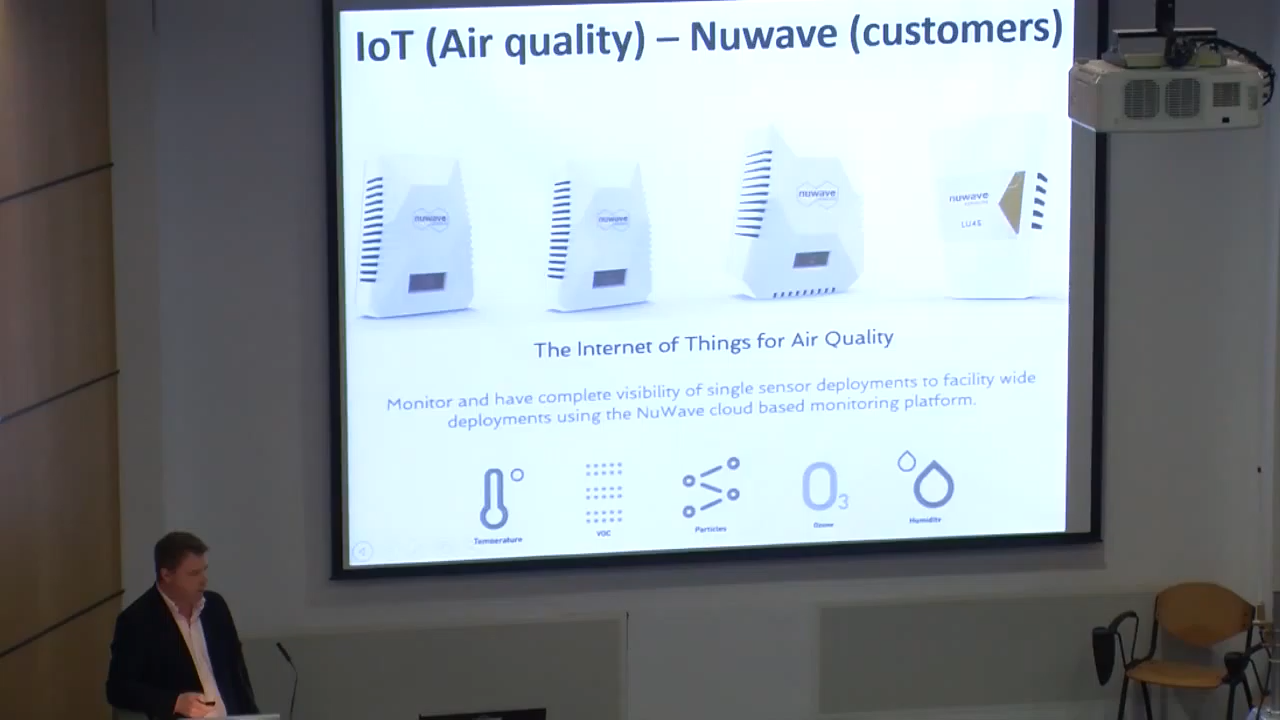 IoT (Air quality) – Nuwave (customers)
nuwave
nuwave
nuwave
nuwave
The Internet of Things for Air Quality
Monitor and have complete visibility of single sensor deployments to facility wide
deployments using the NuWave cloud based monitoring platform.
O3
Temperature
VOC
Particles
Ozone
Humidity